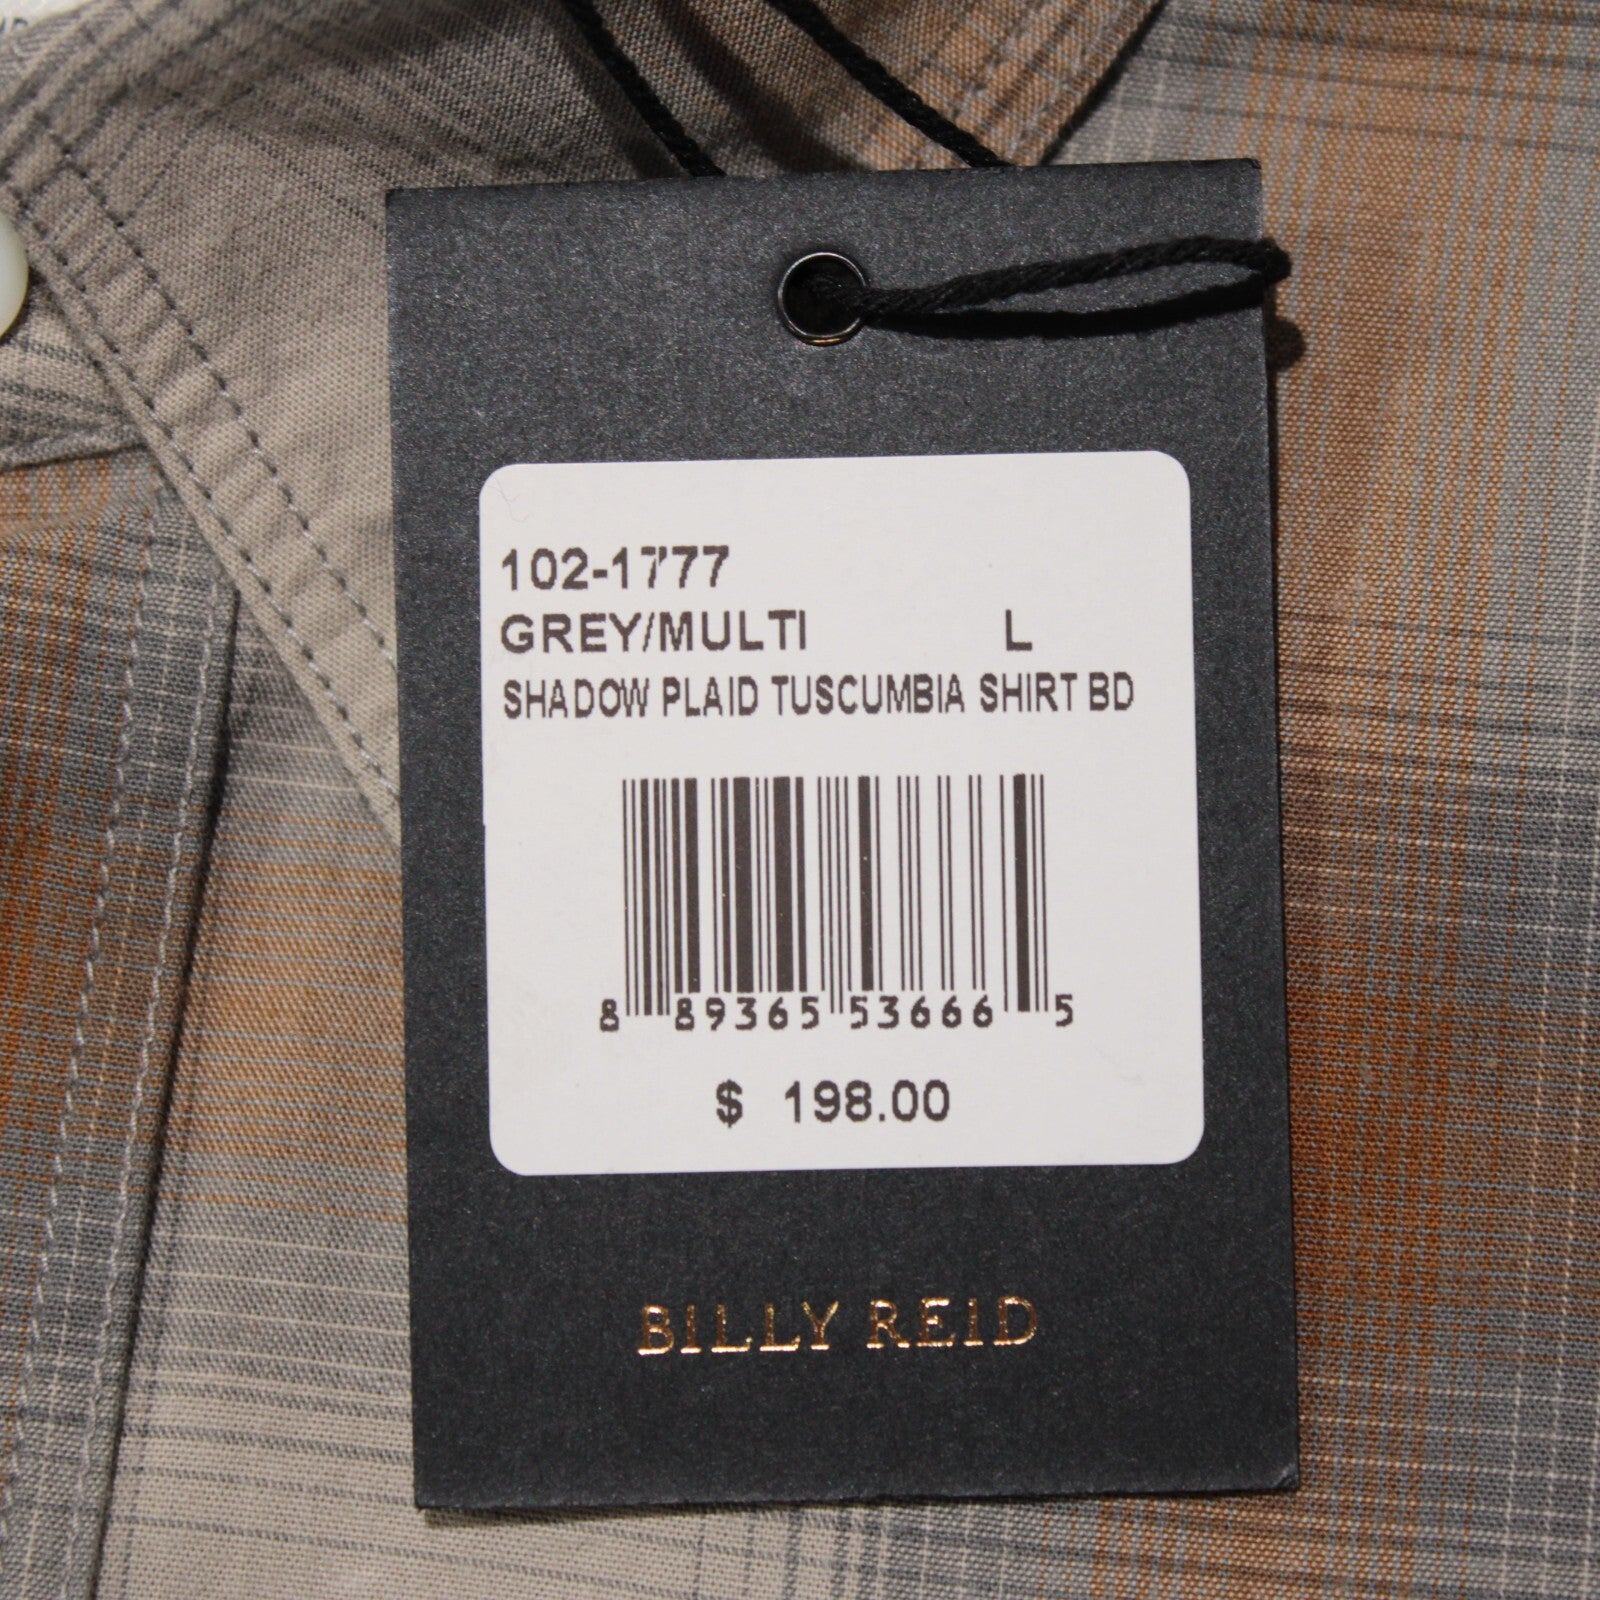 102-1777
GREY/MULTI L
SHADOW PLAID TUSCUMBIA SHIRT BD
8 89365 53666 5
$ 198.00
BILLY REID